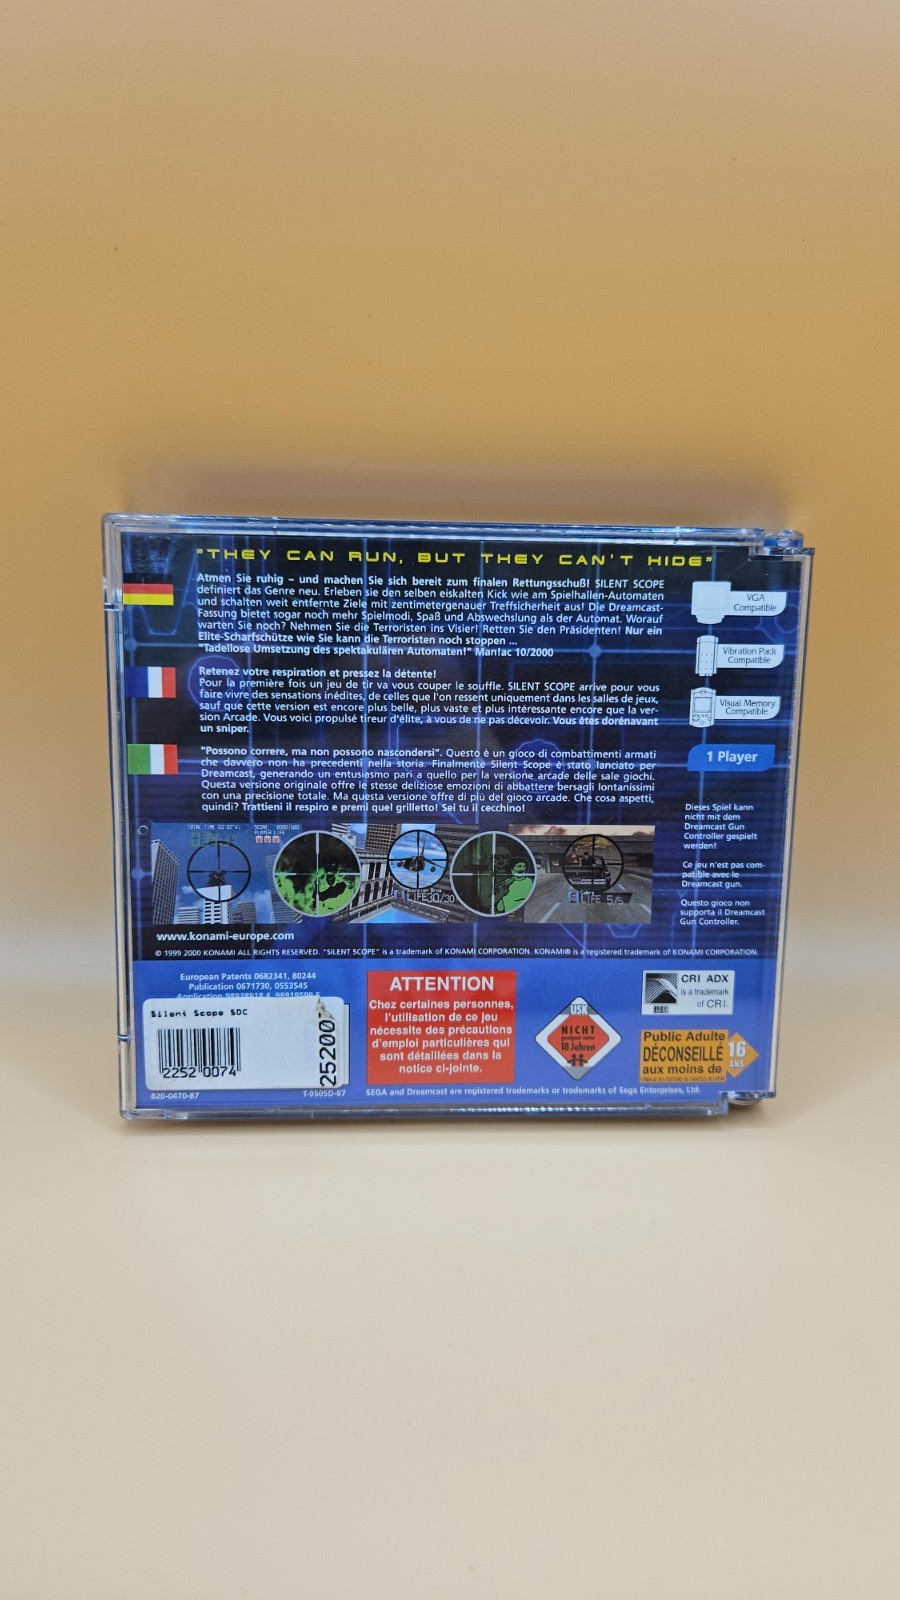 "THEY CAN RUN, BUT THEY CAN'T HIDE"
Atmen Sie ruhig – und machen Sie sich bereit zum finalen Rettungsschuß! SILENT SCOPE
definiert das Genre neu. Erleben sie den selben eiskalten Kick wie am Spielhallen-Automaten
und schalten weit entfernte Ziele mit zentimetergenauer Treffsicherheit aus! Die Dreamcast-
Fassung bietet sogar noch mehr Spielmodi, Spaß und Abwechslung als der Automat. Worauf
warten Sie noch? Nehmen Sie die Terroristen ins Visier! Retten Sie den Präsidenten! Nur ein
Elite-Scharfschütze wie Sie kann die Terroristen noch stoppen ...
"Tadellose Umsetzung des spektakulären Automaten!" Man!ac 10/2000
Retenez votre respiration et pressez la détente!
Pour la première fois un jeu de tir va vous couper le souffle. SILENT SCOPE arrive pour vous
faire vivre des sensations inédites, de celles que l'on ressent uniquement dans les salles de jeux,
sauf que cette version est encore plus belle, plus vaste et plus intéressante encore que la ver-
sion Arcade. Vous voici propulsé tireur d'élite, à vous de ne pas décevoir. Vous êtes dorénavant
un sniper.
"Possono correre, ma non possono nascondersi". Questo è un gioco di combattimenti armati
che davvero non ha precedenti nella storia. Finalmente Silent Scope è stato lanciato per
Dreamcast, generando un entusiasmo pari a quello per la versione arcade delle sale giochi.
Questa versione originale offre le stesse deliziose emozioni di abbattere bersagli lontanissimi
con una precisione totale. Ma questa versione offre di più del gioco arcade. Che cosa aspetti,
quindi? Trattieni il respiro e premi quel grilletto! Sei tu il cecchino!
VGA
Compatible
Vibration Pack
Compatible
Visual Memory
Compatible
1 Player
Dieses Spiel kann
nicht mit dem
Dreamcast Gun
Controller gespielt
werden!
Ce jeu n'est pas com-
patible avec le
Dreamcast gun.
Questo gioco non
supporta il Dreamcast
Gun Controller.
TOTAL TIME
SCORE
PLAYER LIFE
LIFE 30/30
LIFE 5/5
www.konami-europe.com
© 1999 2000 KONAMI ALL RIGHTS RESERVED. "SILENT SCOPE" is a trademark of KONAMI CORPORATION. KONAMI® is a registered trademark of KONAMI CORPORATION.
European Patents 0682341, 80244
Publication 0671730, 0553545
Silent Scope SDC
2252 0074
25200
820-0470-87
T-9505D-87
ATTENTION
Chez certaines personnes,
l'utilisation de ce jeu
nécessite des précautions
d'emploi particulières qui
sont détaillées dans la
notice ci-jointe.
USK
NICHT
geeignet unter
18 Jahren
CRI ADX
is a trademark
of CRI.
Public Adulte
DÉCONSEILLÉ
aux moins de
16
ANS
SEGA and Dreamcast are registered trademarks or trademarks of Sega Enterprises, Ltd.